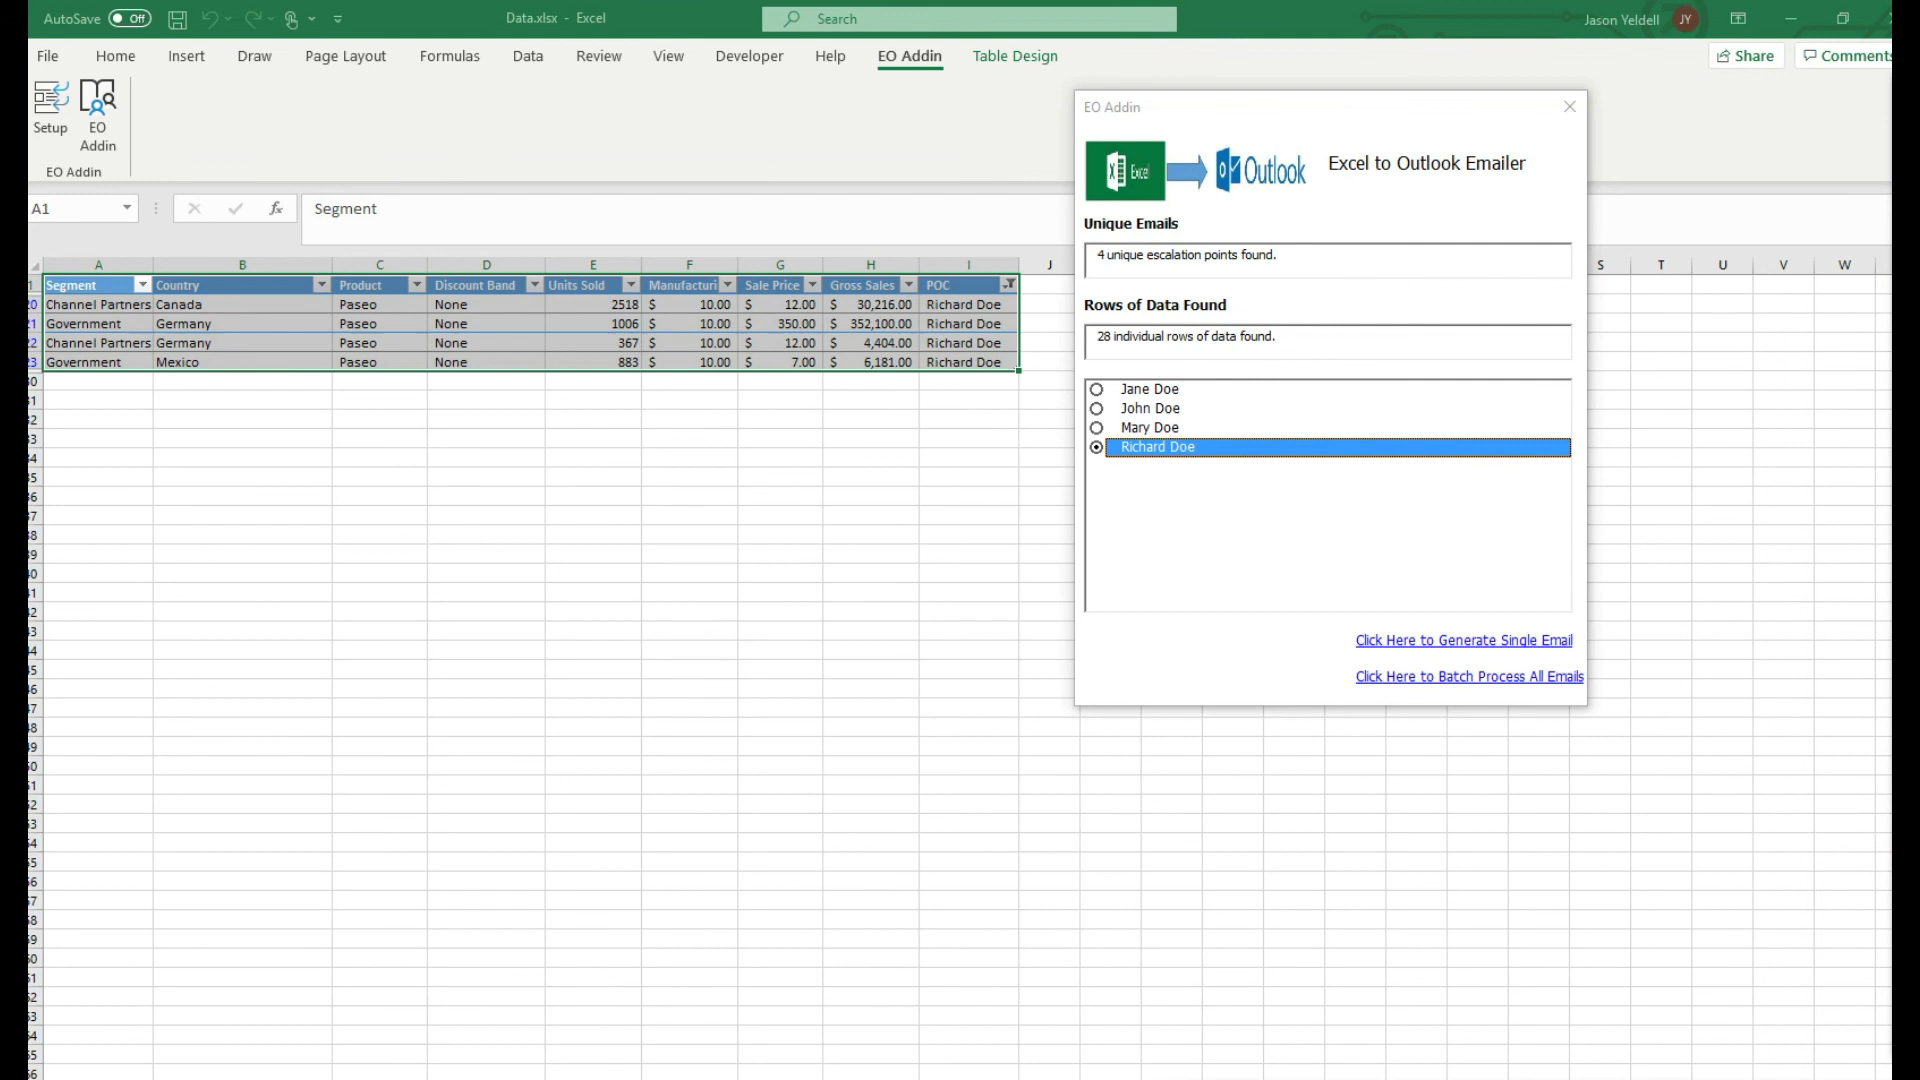 AutoSave Off Data.xlsx - Excel Search Jason Yeldell JY
File Home Insert Draw Page Layout Formulas Data Review View Developer Help EO Addin Table Design Share Comments
Setup EO Addin
EO Addin
A1 fx Segment
A B C D E F G H I J S T U V W
1 Segment Country Product Discount Band Units Sold Manufacturi Sale Price Gross Sales POC
20 Channel Partners Canada Paseo None 2518 $ 10.00 $ 12.00 $ 30,216.00 Richard Doe
21 Government Germany Paseo None 1006 $ 10.00 $ 350.00 $ 352,100.00 Richard Doe
22 Channel Partners Germany Paseo None 367 $ 10.00 $ 12.00 $ 4,404.00 Richard Doe
23 Government Mexico Paseo None 883 $ 10.00 $ 7.00 $ 6,181.00 Richard Doe
EO Addin
Excel Outlook Excel to Outlook Emailer
Unique Emails
4 unique escalation points found.
Rows of Data Found
28 individual rows of data found.
Jane Doe
John Doe
Mary Doe
Richard Doe
Click Here to Generate Single Email
Click Here to Batch Process All Emails